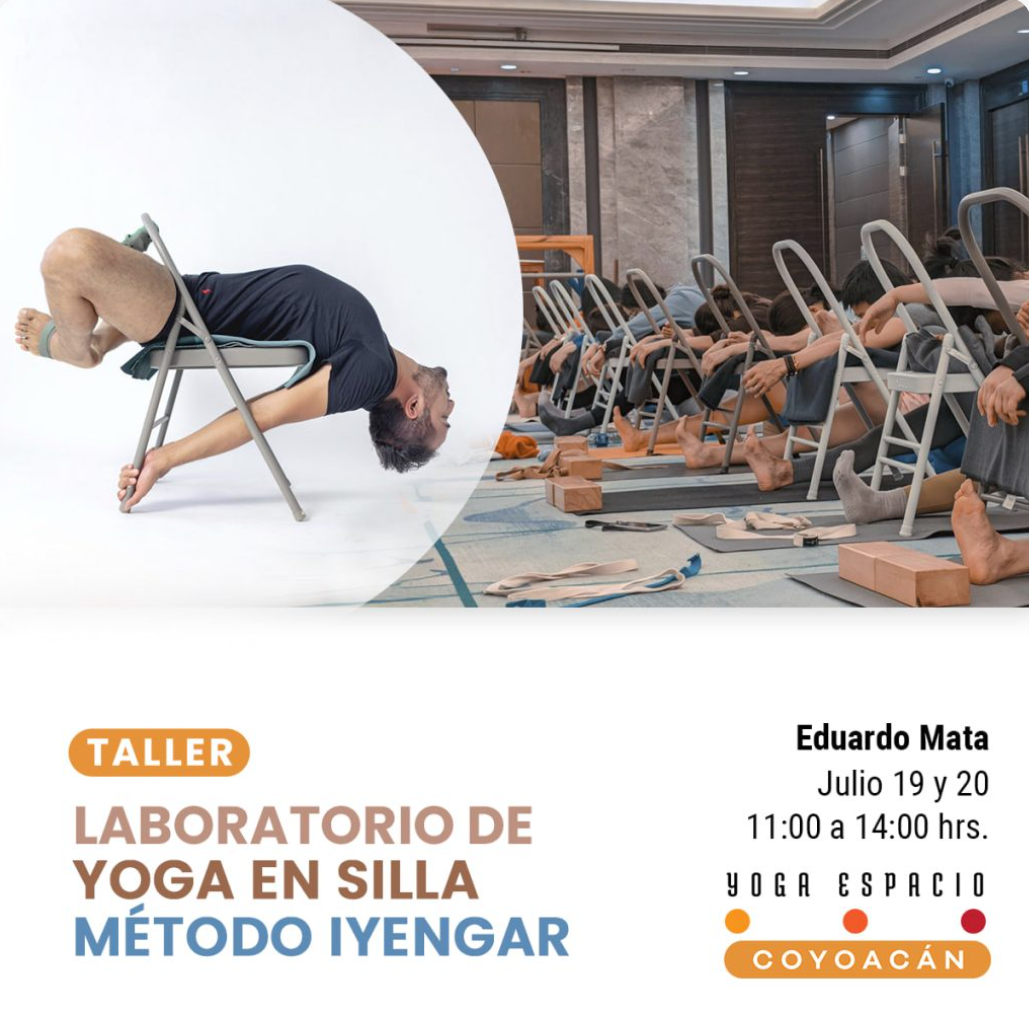 TALLER
LABORATORIO DE
YOGA EN SILLA
MÉTODO IYENGAR
Eduardo Mata
Julio 19 y 20
11:00 a 14:00 hrs.
YOGA ESPACIO
COYOACÁN